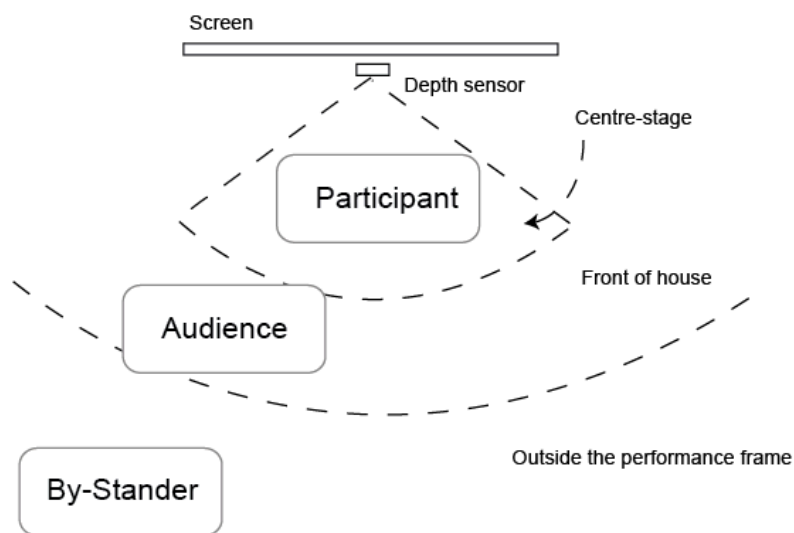 Screen
Depth sensor
Centre-stage
Participant
Front of house
Audience
Outside the performance frame
By-Stander